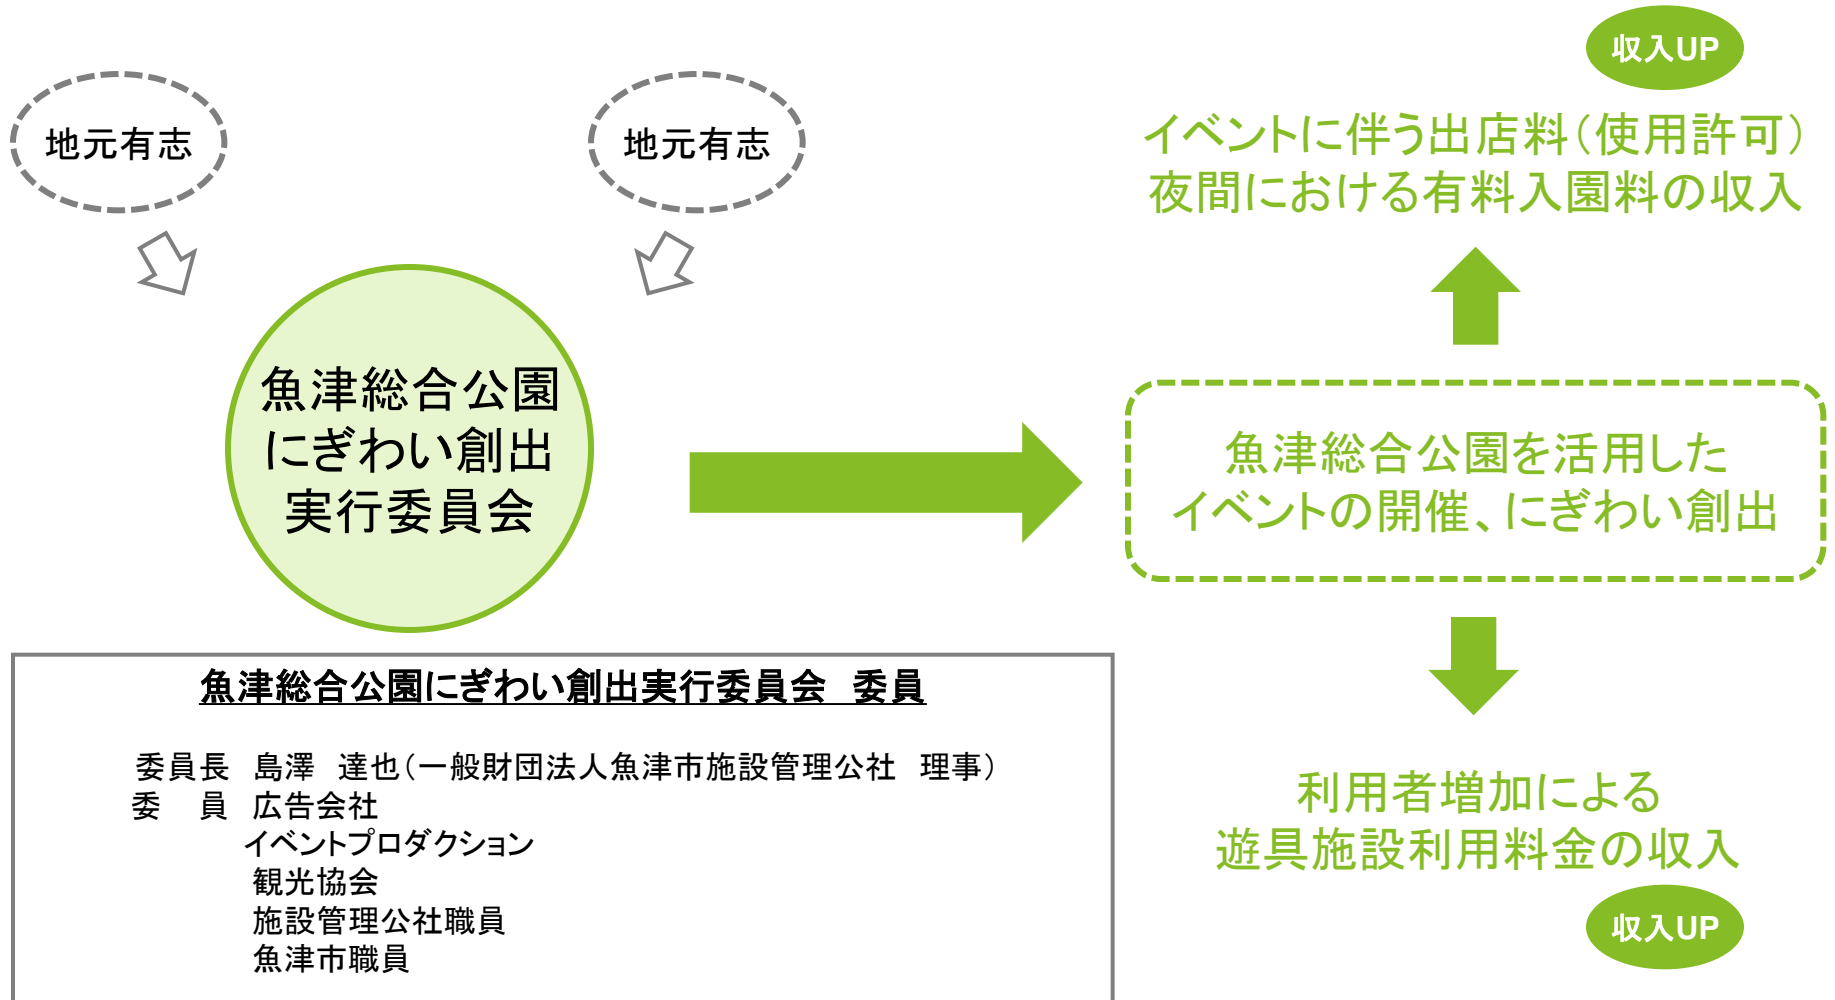 地元有志
地元有志
魚津総合公園
にぎわい創出
実行委員会
魚津総合公園にぎわい創出実行委員会　委員
委員長　島澤　達也（一般財団法人魚津市施設管理公社　理事）
委　員　広告会社
イベントプロダクション
観光協会
施設管理公社職員
魚津市職員
収入UP
イベントに伴う出店料（使用許可）
夜間における有料入園料の収入
魚津総合公園を活用した
イベントの開催、にぎわい創出
利用者増加による
遊具施設利用料金の収入
収入UP